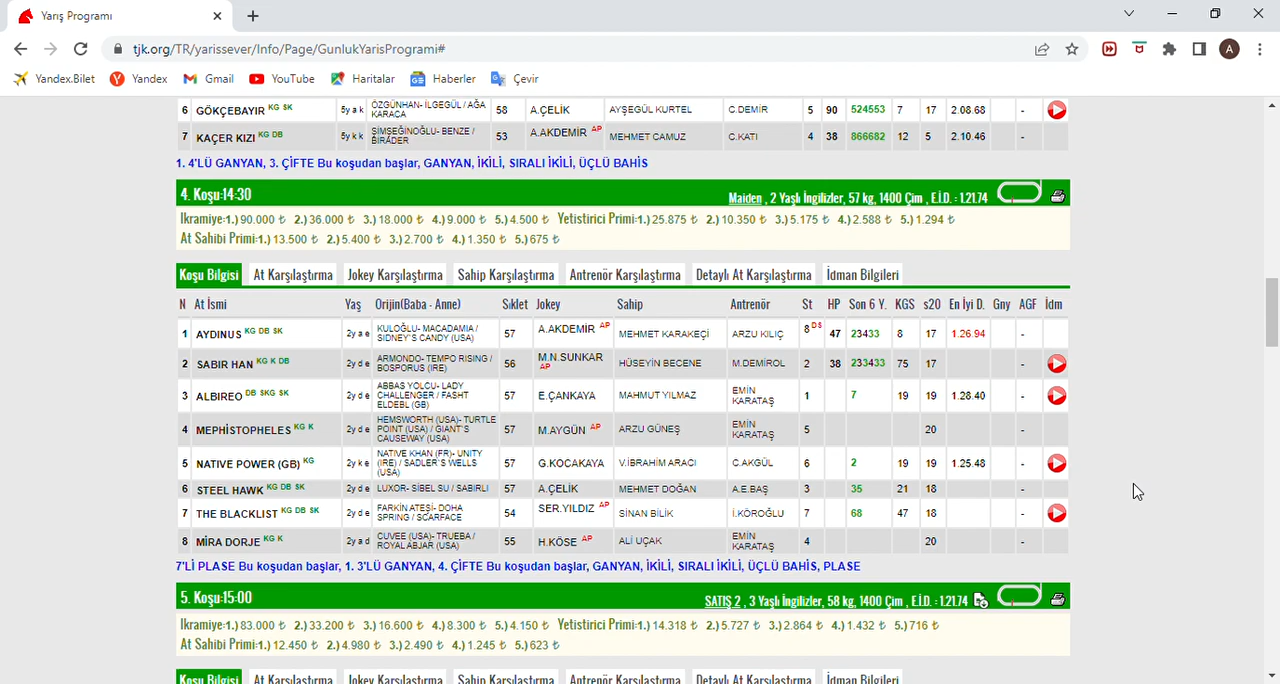 Yarış Programı
tjk.org/TR/yarissever/Info/Page/GunlukYarisProgrami#
A
Yandex.Bilet Yandex Gmail YouTube Haritalar Haberler Çevir
6 GÖKÇEBAYIR KG SK 5y a k ÖZGÜNHAN- İLGEGÜL / AĞA KARACA 58 A.ÇELİK AYŞEGÜL KURTEL C.DEMİR 5 90 524553 7 17 2.08.68 -
7 KAÇER KIZI KG DB 5y k k ŞİMŞEĞİNOĞLU- BENZE / BİRADER 53 A.AKDEMİR AP MEHMET CAMUZ C.KATI 4 38 866682 12 5 2.10.46 -
1. 4'LÜ GANYAN, 3. ÇİFTE Bu koşudan başlar, GANYAN, İKİLİ, SIRALI İKİLİ, ÜÇLÜ BAHİS
4. Koşu:14:30 Maiden , 2 Yaşlı İngilizler, 57 kg, 1400 Çim , E.İ.D. : 1.21.74
Ikramiye:1.) 90.000 ₺ 2.) 36.000 ₺ 3.) 18.000 ₺ 4.) 9.000 ₺ 5.) 4.500 ₺ Yetistirici Primi:1.) 25.875 ₺ 2.) 10.350 ₺ 3.) 5.175 ₺ 4.) 2.588 ₺ 5.) 1.294 ₺
At Sahibi Primi:1.) 13.500 ₺ 2.) 5.400 ₺ 3.) 2.700 ₺ 4.) 1.350 ₺ 5.) 675 ₺
Koşu Bilgisi At Karşılaştırma Jokey Karşılaştırma Sahip Karşılaştırma Antrenör Karşılaştırma Detaylı At Karşılaştırma İdman Bilgileri
N At İsmi Yaş Orijin(Baba - Anne) Sıklet Jokey Sahip Antrenör St HP Son 6 Y. KGS s20 En İyi D. Gny AGF İdm
1 AYDINUS KG DB SK 2y a e KULOĞLU- MACADAMIA / SIDNEY'S CANDY (USA) 57 A.AKDEMİR AP MEHMET KARAKEÇİ ARZU KILIÇ 8 DS 47 23433 8 17 1.26.94 -
2 SABIR HAN KG K DB 2y d e ARMONDO- TEMPO RISING / BOSPORUS (IRE) 56 M.N.SUNKAR AP HÜSEYİN BECENE M.DEMİROL 2 38 233433 75 17 -
3 ALBIREO DB SKG SK 2y d e ABBAS YOLCU- LADY CHALLENGER / FASHT ELDEBL (GB) 57 E.ÇANKAYA MAHMUT YILMAZ EMİN KARATAŞ 1 7 19 19 1.28.40 -
4 MEPHİSTOPHELES KG K 2y d e HEMSWORTH (USA)- TURTLE POINT (USA) / GIANT'S CAUSEWAY (USA) 57 M.AYGÜN AP ARZU GÜNEŞ EMİN KARATAŞ 5 20 -
5 NATIVE POWER (GB) KG 2y k e NATIVE KHAN (FR)- UNITY (IRE) / SADLER'S WELLS (USA) 57 G.KOCAKAYA V.İBRAHİM ARACI C.AKGÜL 6 2 19 19 1.25.48 -
6 STEEL HAWK KG DB SK 2y d e LUXOR- SİBEL SU / SABIRLI 57 A.ÇELİK MEHMET DOĞAN A.E.BAŞ 3 35 21 18 -
7 THE BLACKLIST KG DB SK 2y d e FARKİN ATEŞİ- DOHA SPRING / SCARFACE 54 SER.YILDIZ AP SİNAN BİLİK İ.KÖROĞLU 7 68 47 18 -
8 MİRA DORJE KG K 2y a d CUVEE (USA)- TRUEBA / ROYAL ABJAR (USA) 55 H.KÖSE AP ALİ UÇAK EMİN KARATAŞ 4 20 -
7'Lİ PLASE Bu koşudan başlar, 1. 3'LÜ GANYAN, 4. ÇİFTE Bu koşudan başlar, GANYAN, İKİLİ, SIRALI İKİLİ, ÜÇLÜ BAHİS, PLASE
5. Koşu:15:00 SATIŞ 2 , 3 Yaşlı İngilizler, 58 kg, 1400 Çim , E.İ.D. : 1.21.74
Ikramiye:1.) 83.000 ₺ 2.) 33.200 ₺ 3.) 16.600 ₺ 4.) 8.300 ₺ 5.) 4.150 ₺ Yetistirici Primi:1.) 14.318 ₺ 2.) 5.727 ₺ 3.) 2.864 ₺ 4.) 1.432 ₺ 5.) 716 ₺
At Sahibi Primi:1.) 12.450 ₺ 2.) 4.980 ₺ 3.) 2.490 ₺ 4.) 1.245 ₺ 5.) 623 ₺
Koşu Bilgisi At Karşılaştırma Jokey Karşılaştırma Sahip Karşılaştırma Antrenör Karşılaştırma Detaylı At Karşılaştırma İdman Bilgileri